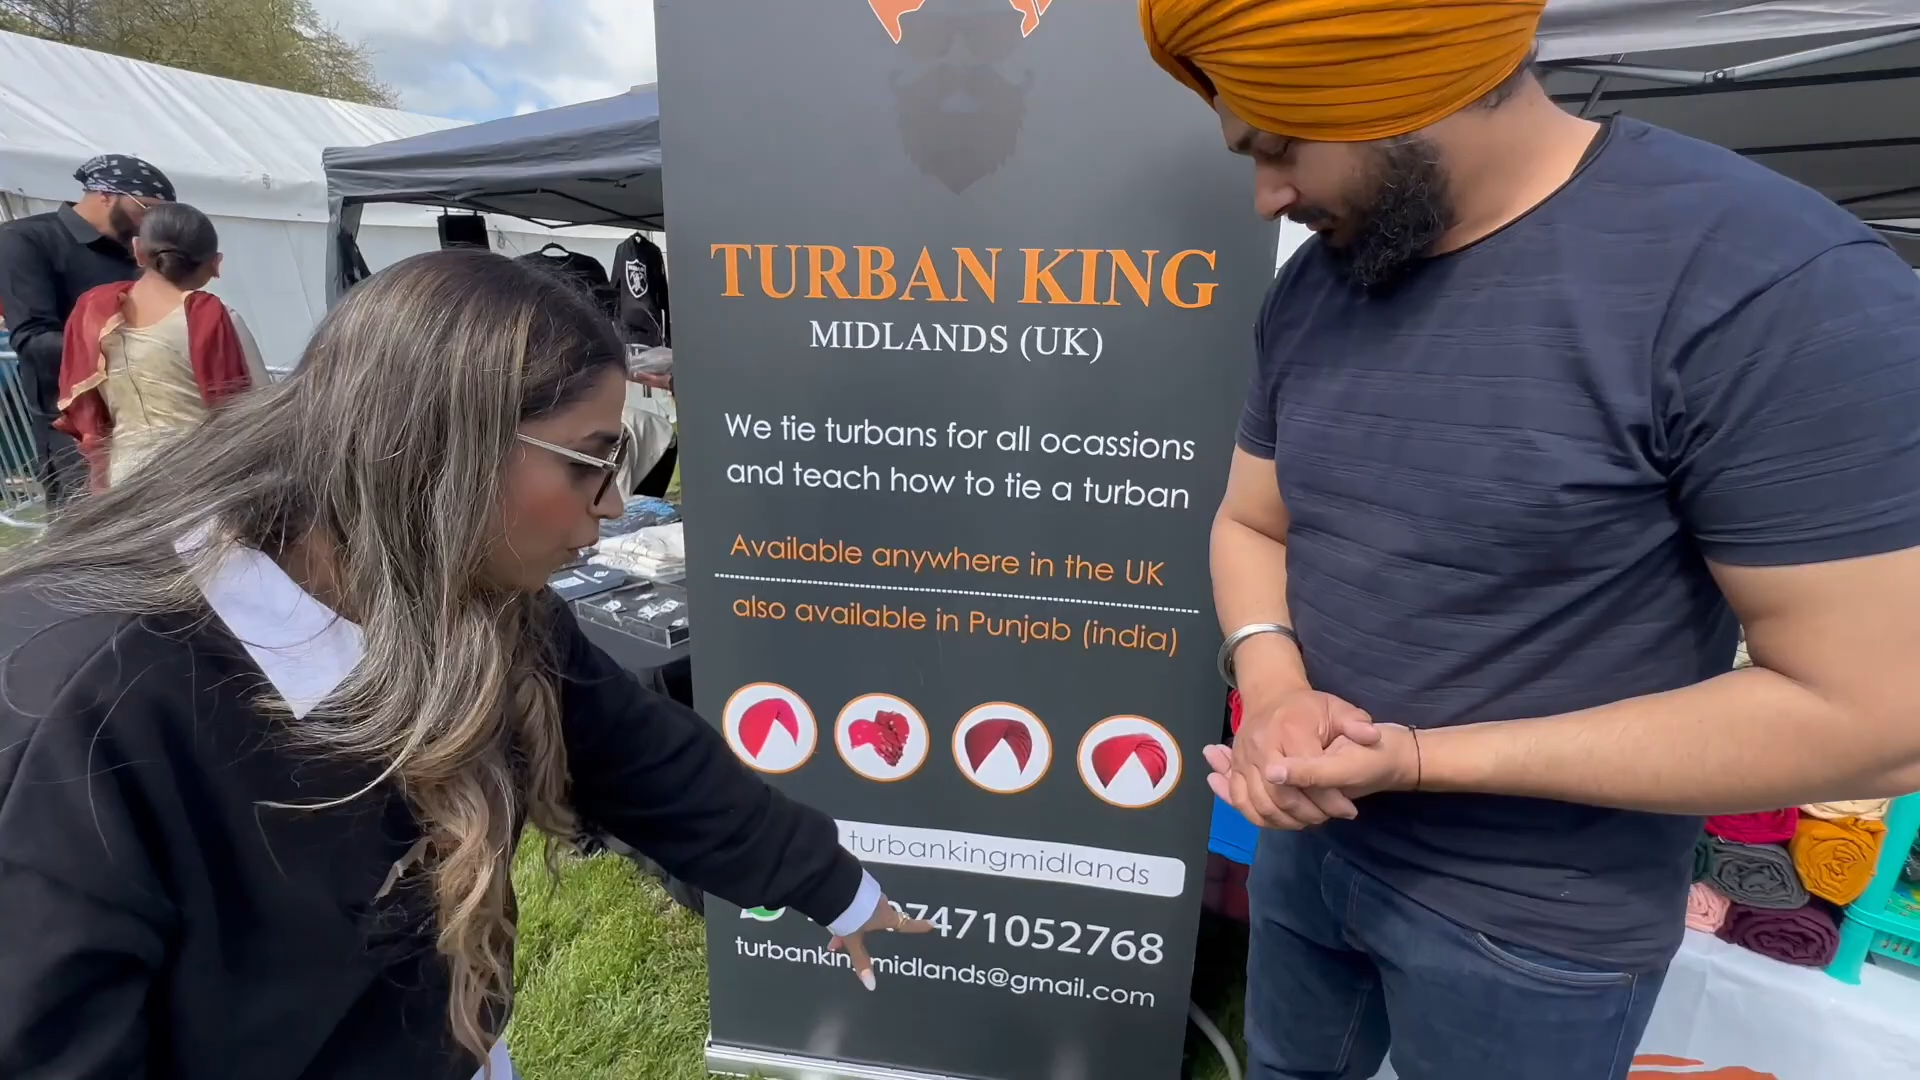 TURBAN KING
MIDLANDS (UK)
We tie turbans for all ocassions
and teach how to tie a turban
Available anywhere in the UK
also available in Punjab (india)
turbankingmidlands
7471052768
midlands@gmail.com